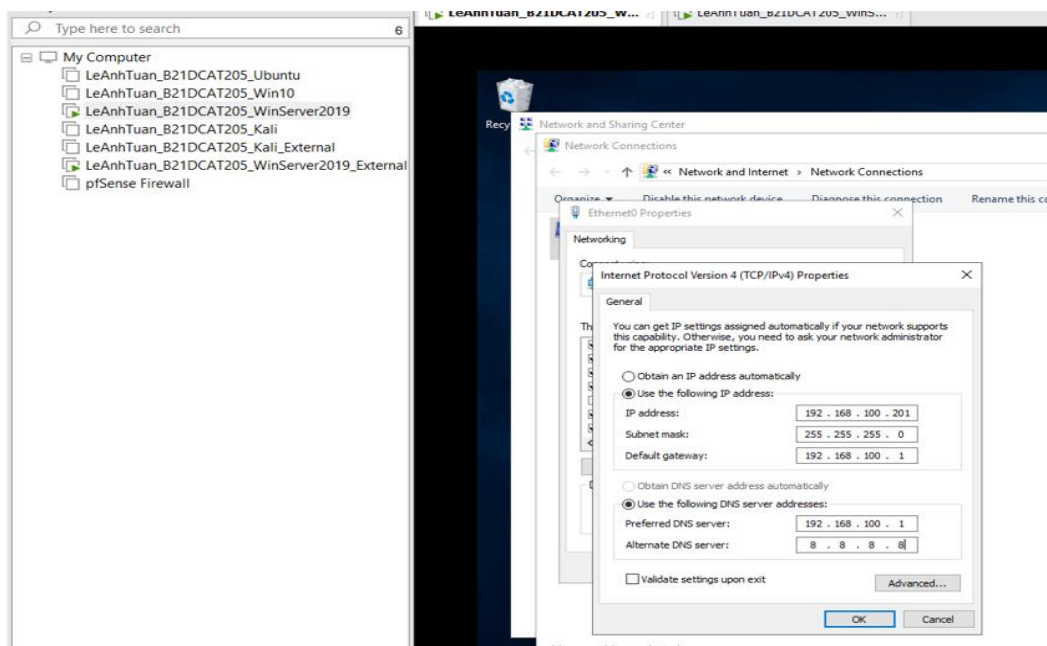 LeAnhTuan_B21DCAT205_W...
LeAnhTuan_B21DCAT205_WinS...
Type here to search
My Computer
LeAnhTuan_B21DCAT205_Ubuntu
LeAnhTuan_B21DCAT205_Win10
LeAnhTuan_B21DCAT205_WinServer2019
LeAnhTuan_B21DCAT205_Kali
LeAnhTuan_B21DCAT205_Kali_External
LeAnhTuan_B21DCAT205_WinServer2019_External
pfSense Firewall
Recy
Network and Sharing Center
Network Connections
« Network and Internet > Network Connections
Organize Disable this network device Diagnose this connection Rename this co
Ethernet0 Properties
Networking
Internet Protocol Version 4 (TCP/IPv4) Properties
General
Th
You can get IP settings assigned automatically if your network supports
this capability. Otherwise, you need to ask your network administrator
for the appropriate IP settings.
Obtain an IP address automatically
Use the following IP address:
IP address: 192 . 168 . 100 . 201
Subnet mask: 255 . 255 . 255 . 0
Default gateway: 192 . 168 . 100 . 1
Obtain DNS server address automatically
Use the following DNS server addresses:
Preferred DNS server: 192 . 168 . 100 . 1
Alternate DNS server: 8 . 8 . 8 . 8
Validate settings upon exit
Advanced...
OK Cancel